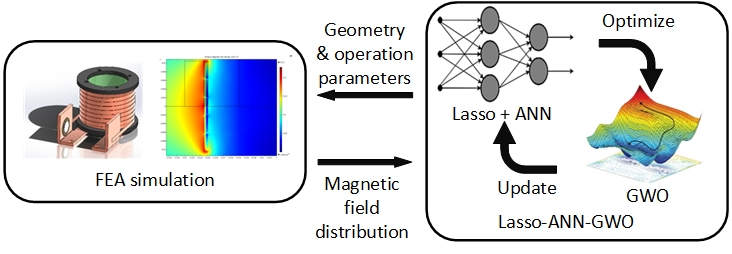 Geometry
& operation
parameters
Optimize
Lasso + ANN
FEA simulation
Magnetic
field
distribution
Update
GWO
Lasso-ANN-GWO